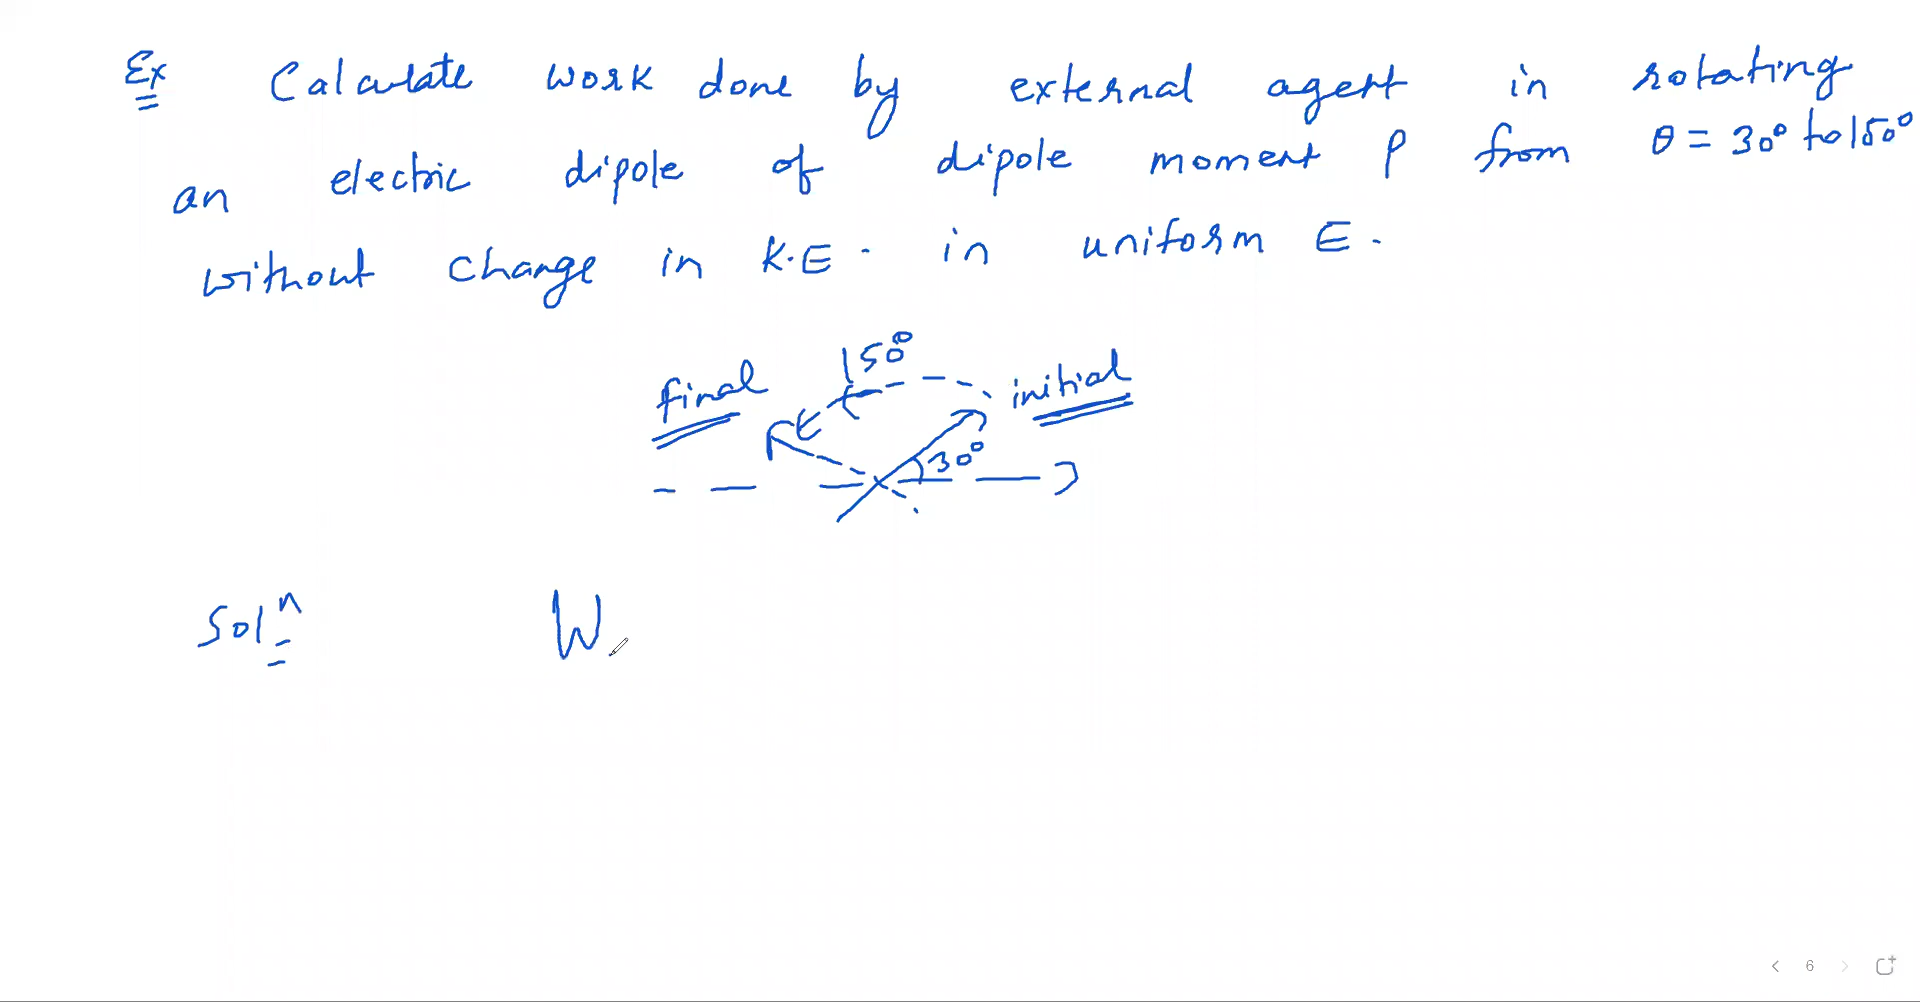 Ex Calculate work done by external agent in rotating
an electric dipole of dipole moment P from θ = 30° to 150°
without change in K.E. in uniform E.
150°
final
initial
30°
Solⁿ W
6